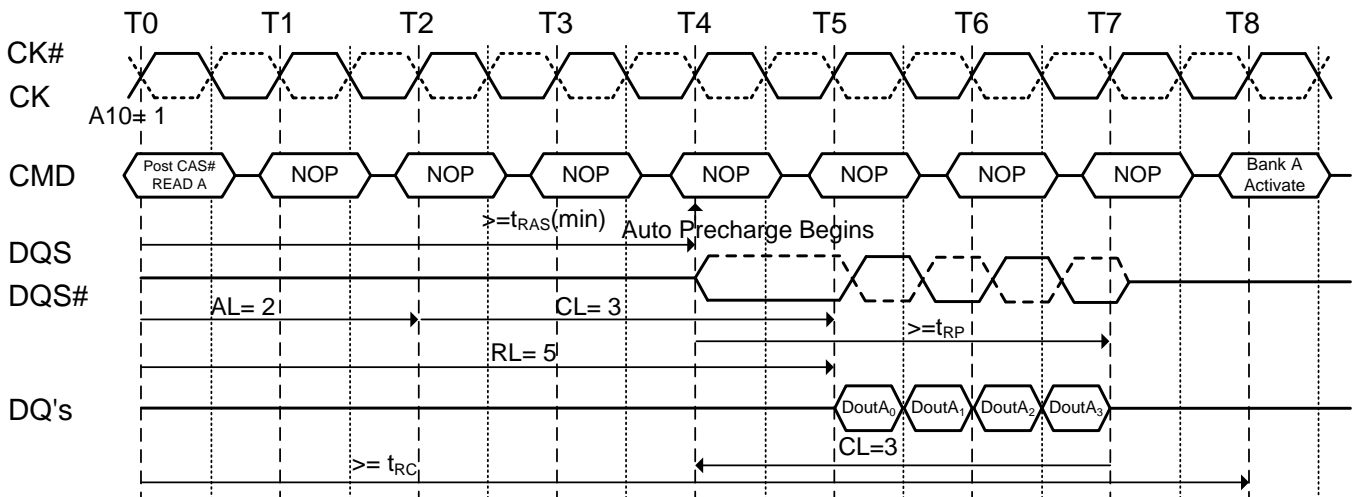 T0 T1 T2 T3 T4 T5 T6 T7 T8
CK#
CK
A10= 1
CMD
Post CAS# READ A
NOP
NOP
NOP
NOP
NOP
NOP
NOP
Bank A Activate
>=tRAS(min)
Auto Precharge Begins
DQS
DQS#
AL= 2
CL= 3
>=tRP
RL= 5
DQ's
DoutA0
DoutA1
DoutA2
DoutA3
CL=3
>= tRC